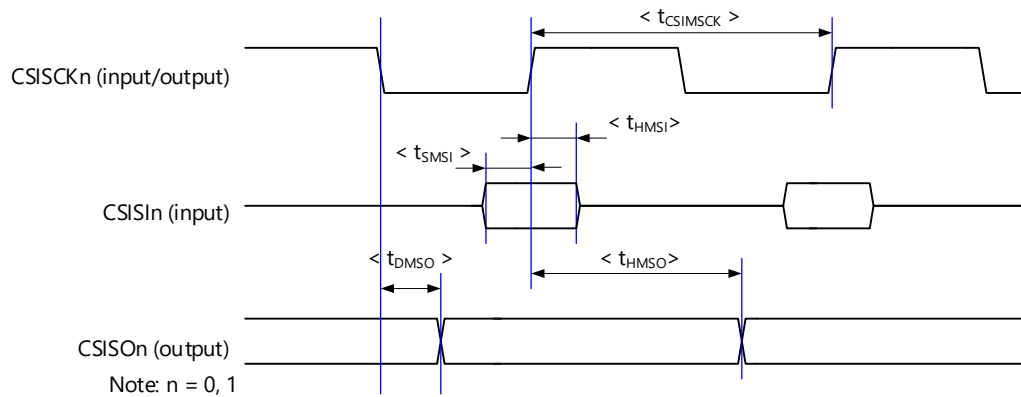 < tCSIMSCK >
CSISCKn (input/output)
< tHMSI>
< tSMSI >
CSISIn (input)
< tDMSO >
< tHMSO>
CSISOn (output)
Note: n = 0, 1